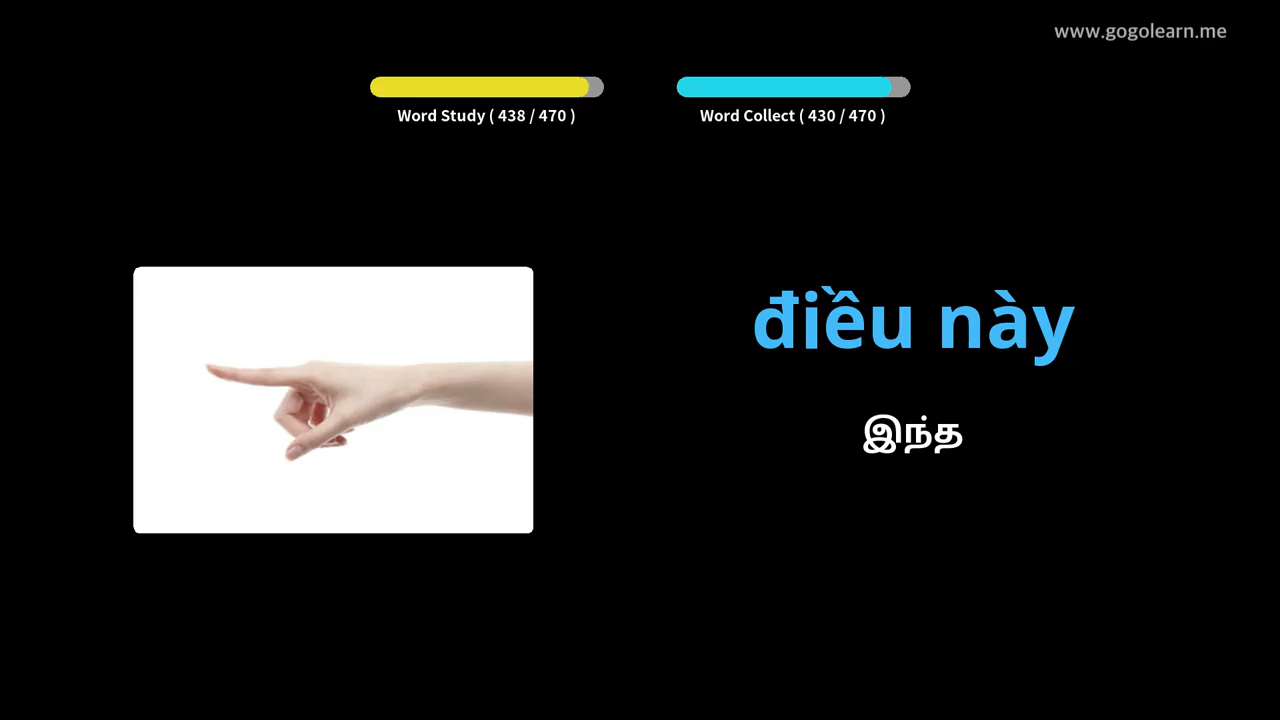 www.gogolearn.me
Word Study ( 438 / 470 )
Word Collect ( 430 / 470 )
điều này
இந்த